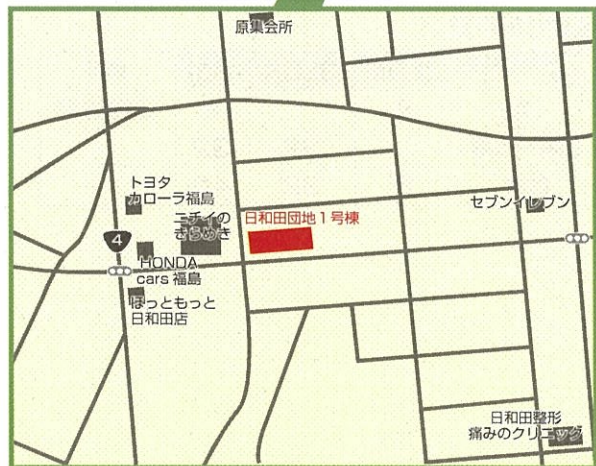 原集会所
トヨタ
カローラ福島
ニチイの
きらめき
日和田団地1号棟
セブンイレブン
4
HONDA
cars 福島
ほっともっと
日和田店
日和田整形
痛みのクリニック